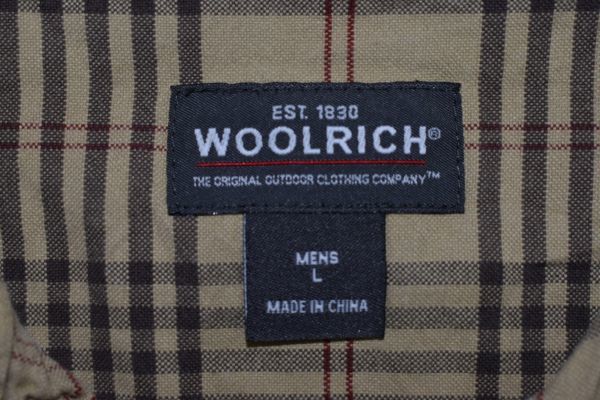 EST. 1830
WOOLRICH®
THE ORIGINAL OUTDOOR CLOTHING COMPANY™
MENS
L
MADE IN CHINA